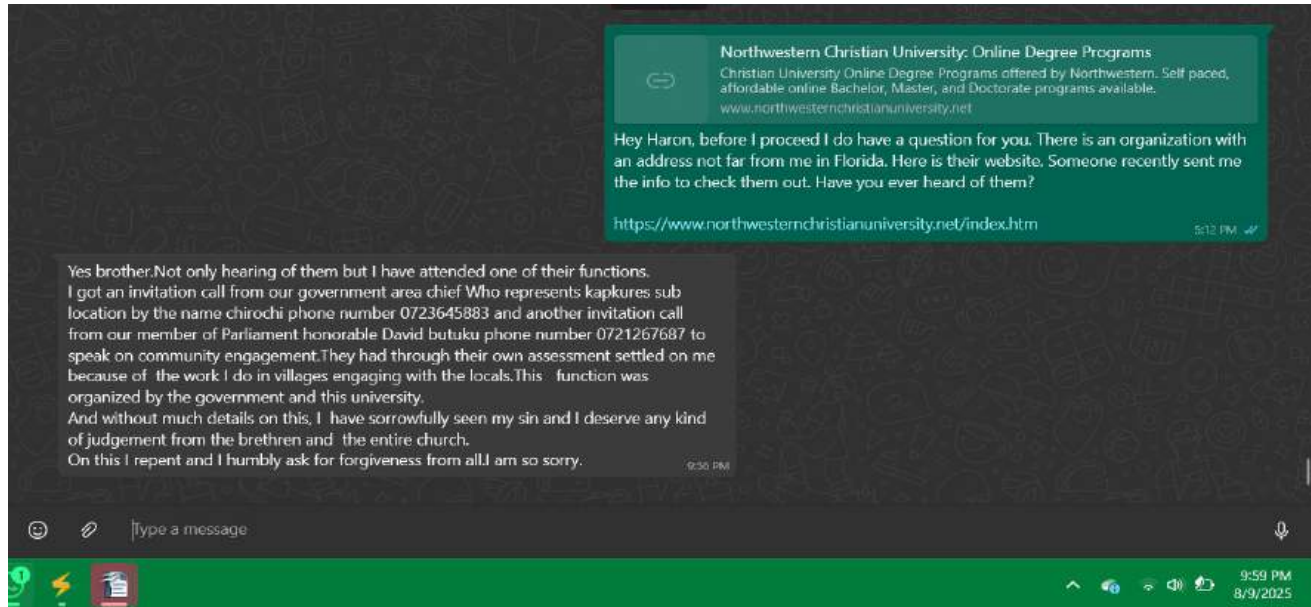 Northwestern Christian University: Online Degree Programs
Christian University Online Degree Programs offered by Northwestern. Self paced,
affordable online Bachelor, Master, and Doctorate programs available.
www.northwesternchristianuniversity.net
Hey Haron, before I proceed I do have a question for you. There is an organization with
an address not far from me in Florida. Here is their website. Someone recently sent me
the info to check them out. Have you ever heard of them?
https://www.northwesternchristianuniversity.net/index.htm
5:12 PM
Yes brother.Not only hearing of them but I have attended one of their functions.
I got an invitation call from our government area chief Who represents kapkures sub
location by the name chirochi phone number 0723645883 and another invitation call
from our member of Parliament honorable David butuku phone number 0721267687 to
speak on community engagement.They had through their own assessment settled on me
because of the work I do in villages engaging with the locals.This function was
organized by the government and this university.
And without much details on this, I have sorrowfully seen my sin and I deserve any kind
of judgement from the brethren and the entire church.
On this I repent and I humbly ask for forgiveness from all.I am so sorry.
9:56 PM
Type a message
1
9:59 PM
8/9/2025